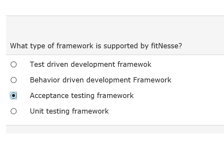 What type of framework is supported by fitNesse?
Test driven development framewok
Behavior driven development Framework
Acceptance testing framework
Unit testing framework